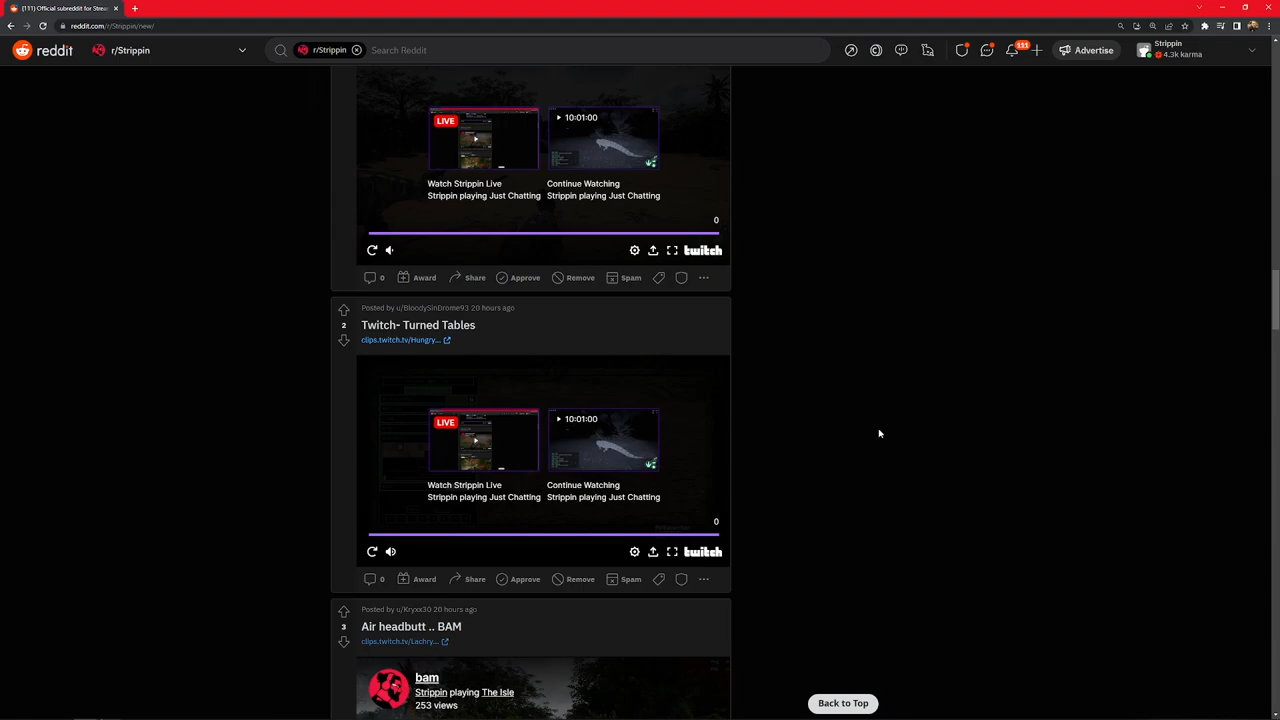 (111) Official subreddit for Strea
reddit.com/r/Strippin/new/
reddit
r/Strippin
r/Strippin
Search Reddit
111
Advertise
Strippin
4.3k karma
LIVE
10:01:00
Watch Strippin Live
Strippin playing Just Chatting
Continue Watching
Strippin playing Just Chatting
0
twitch
0 Award Share Approve Remove Spam
Posted by u/BloodySinDrome93 20 hours ago
2
Twitch- Turned Tables
clips.twitch.tv/Hungry...
LIVE
10:01:00
Watch Strippin Live
Strippin playing Just Chatting
Continue Watching
Strippin playing Just Chatting
0
twitch
0 Award Share Approve Remove Spam
Posted by u/Kryxx30 20 hours ago
3
Air headbutt .. BAM
clips.twitch.tv/Lachry...
bam
Strippin playing The Isle
253 views
Back to Top